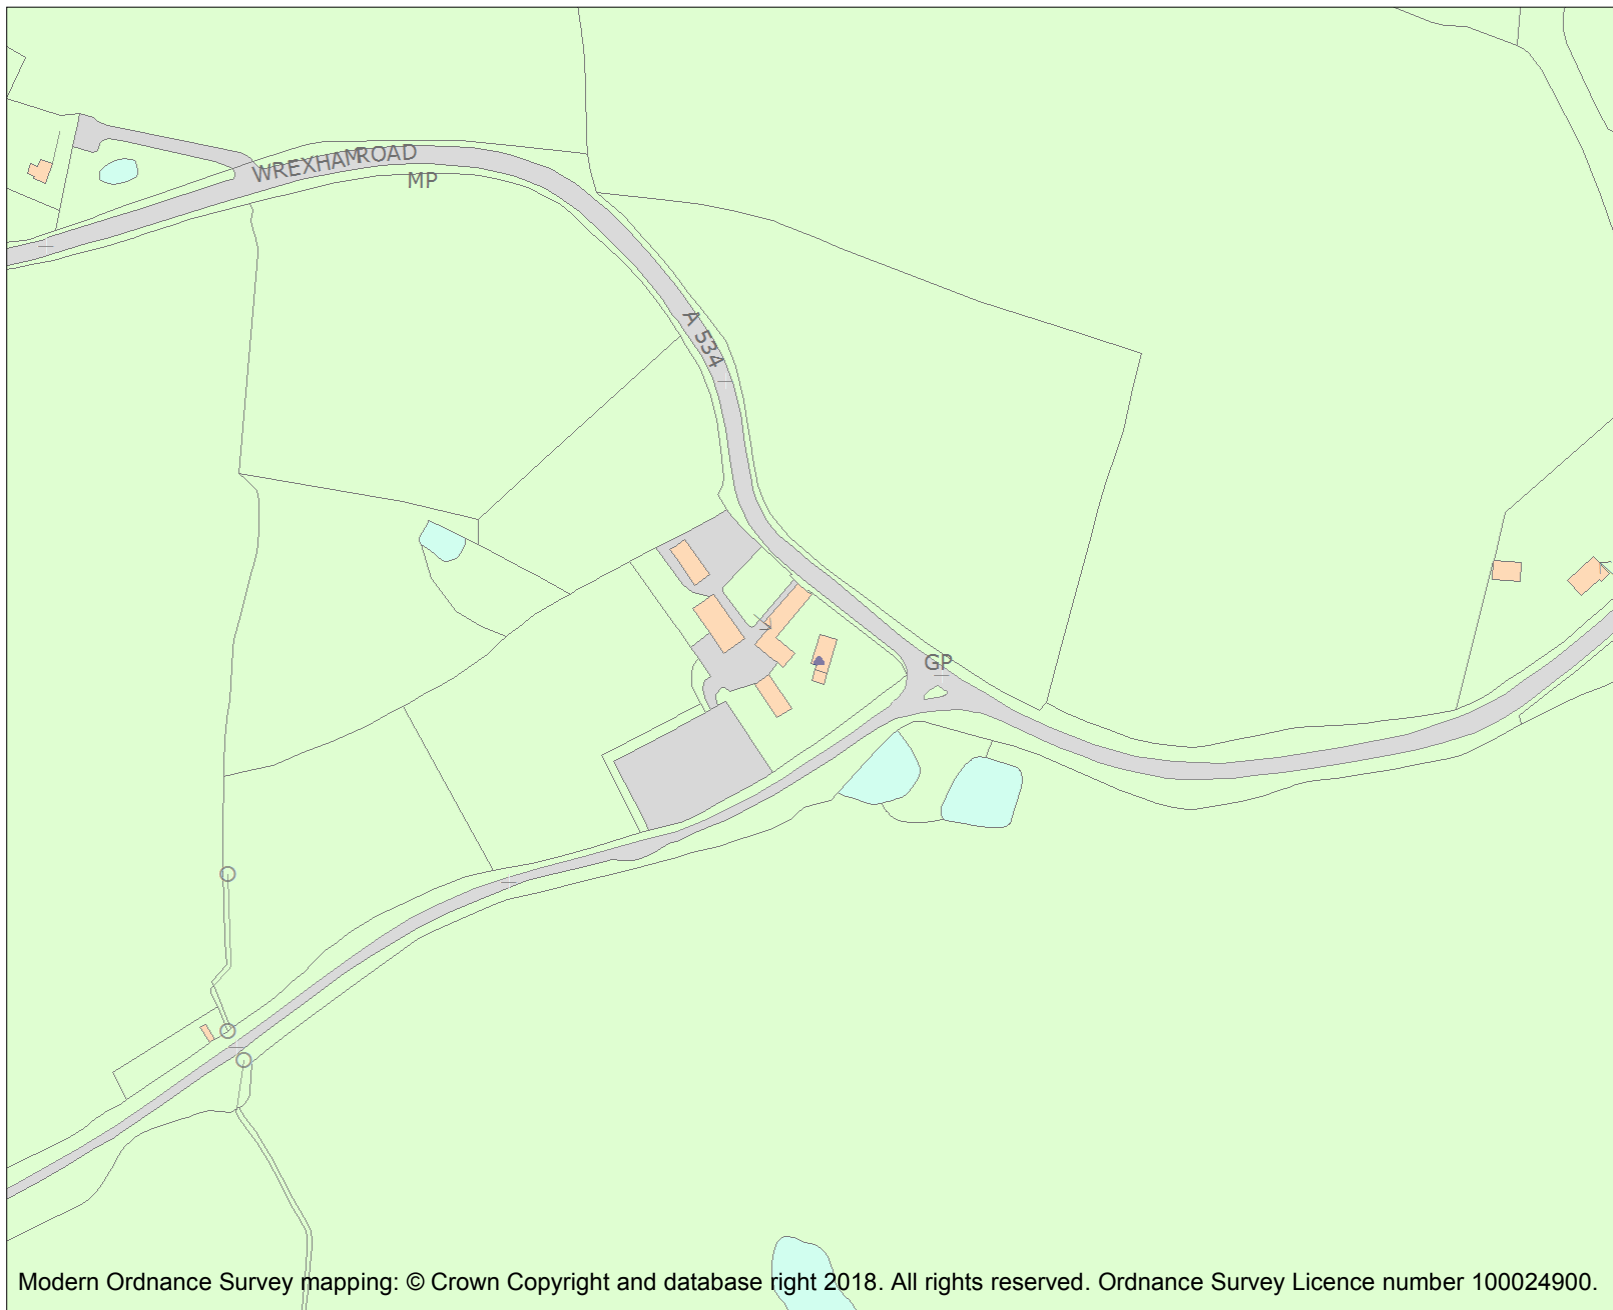 WREXHAM ROAD
MP
A 534
GP
Modern Ordnance Survey mapping: © Crown Copyright and database right 2018. All rights reserved. Ordnance Survey Licence number 100024900.